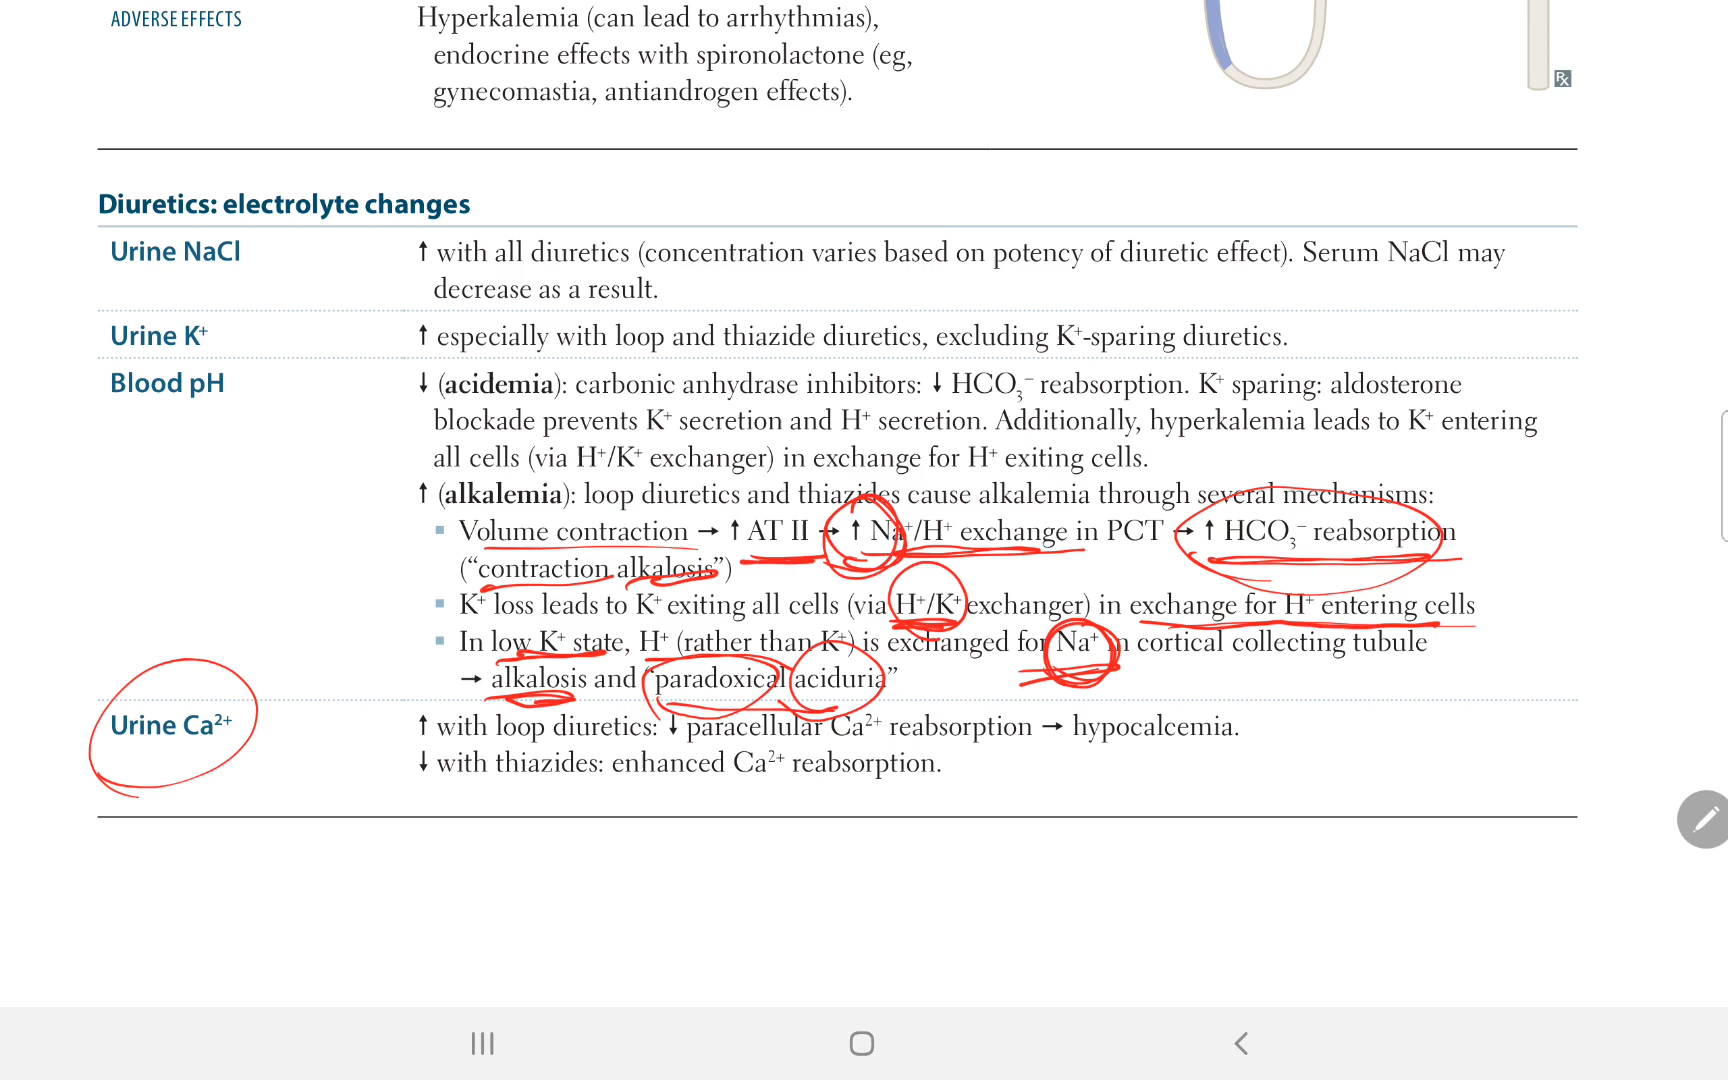 ADVERSE EFFECTS
Hyperkalemia (can lead to arrhythmias),
endocrine effects with spironolactone (eg,
gynecomastia, antiandrogen effects).
Rx
Diuretics: electrolyte changes
Urine NaCl
↑ with all diuretics (concentration varies based on potency of diuretic effect). Serum NaCl may
decrease as a result.
Urine K⁺
↑ especially with loop and thiazide diuretics, excluding K⁺-sparing diuretics.
Blood pH
↓ (acidemia): carbonic anhydrase inhibitors: ↓ HCO₃⁻ reabsorption. K⁺ sparing: aldosterone
blockade prevents K⁺ secretion and H⁺ secretion. Additionally, hyperkalemia leads to K⁺ entering
all cells (via H⁺/K⁺ exchanger) in exchange for H⁺ exiting cells.
↑ (alkalemia): loop diuretics and thiazides cause alkalemia through several mechanisms:
▪ Volume contraction → ↑ AT II → ↑ Na⁺/H⁺ exchange in PCT → ↑ HCO₃⁻ reabsorption
(“contraction alkalosis”)
▪ K⁺ loss leads to K⁺ exiting all cells (via H⁺/K⁺ exchanger) in exchange for H⁺ entering cells
▪ In low K⁺ state, H⁺ (rather than K⁺) is exchanged for Na⁺ in cortical collecting tubule
→ alkalosis and “paradoxical aciduria”
Urine Ca²⁺
↑ with loop diuretics: ↓ paracellular Ca²⁺ reabsorption → hypocalcemia.
↓ with thiazides: enhanced Ca²⁺ reabsorption.